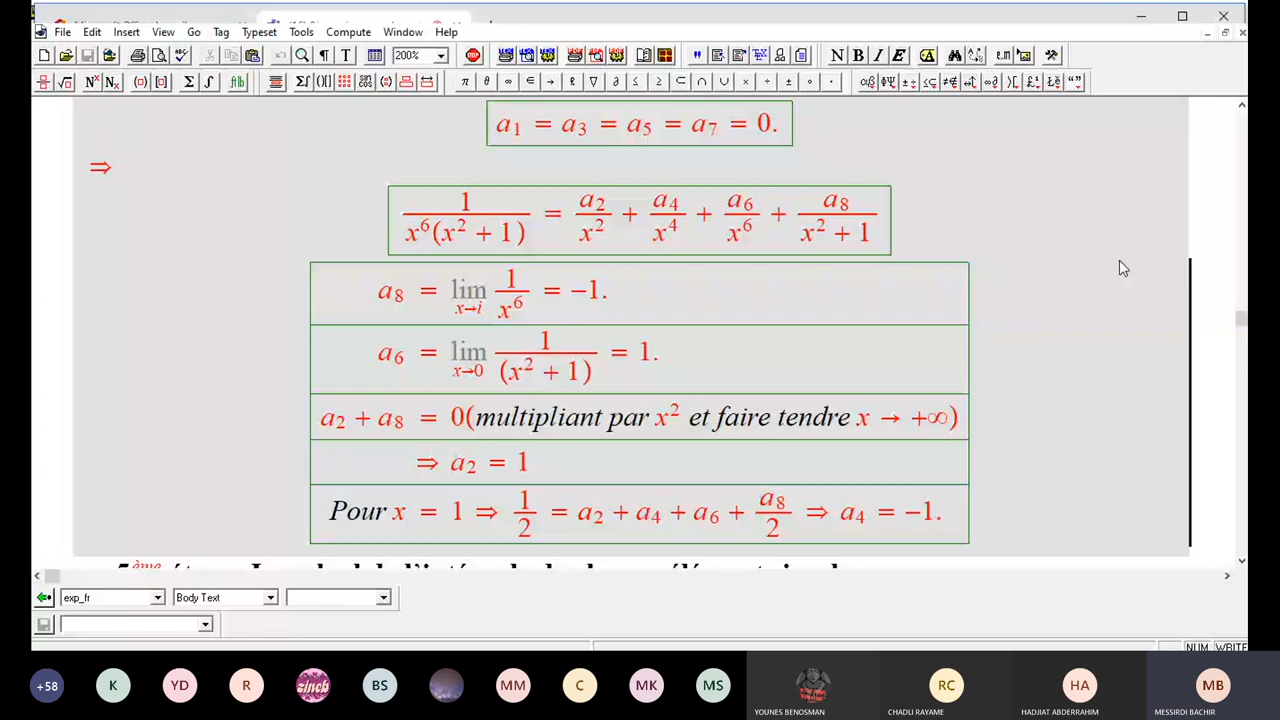 File Edit Insert View Go Tag Typeset Tools Compute Window Help
200%
a₁ = a₃ = a₅ = a₇ = 0.
⇒
1/(x⁶(x² + 1)) = a₂/x² + a₄/x⁴ + a₆/x⁶ + a₈/(x² + 1)
a₈ = lim x→i 1/x⁶ = −1.
a₆ = lim x→0 1/(x² + 1) = 1.
a₂ + a₈ = 0(multipliant par x² et faire tendre x → +∞)
⇒ a₂ = 1
Pour x = 1 ⇒ 1/2 = a₂ + a₄ + a₆ + a₈/2 ⇒ a₄ = −1.
exp_fr Body Text
NUM WRITE
+58 K YD R zineb BS MM C MK MS RC HA MB
YOUNES BENOSMAN CHADLI RAYAME HADJIAT ABDERRAHIM MESSIRDI BACHIR